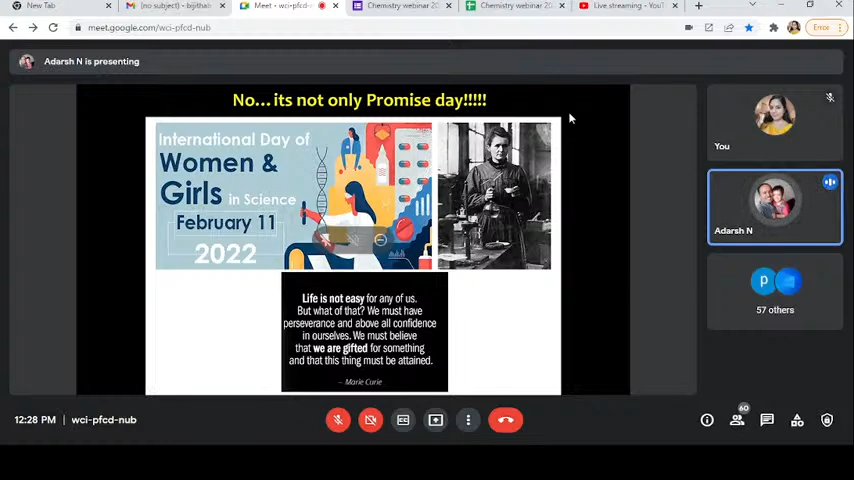 New Tab
(no subject) - bijitha
Meet - wci-pfcd-nub
Chemistry webinar 20
Chemistry webinar 202
Live streaming - YouT
meet.google.com/wci-pfcd-nub
Error
Adarsh N is presenting
No...its not only Promise day!!!!!
International Day of
Women &
Girls in Science
February 11
2022
Life is not easy for any of us.
But what of that? We must have
perseverance and above all confidence
in ourselves. We must believe
that we are gifted for something
and that this thing must be attained.
– Marie Curie
You
Adarsh N
p
57 others
12:28 PM | wci-pfcd-nub
60